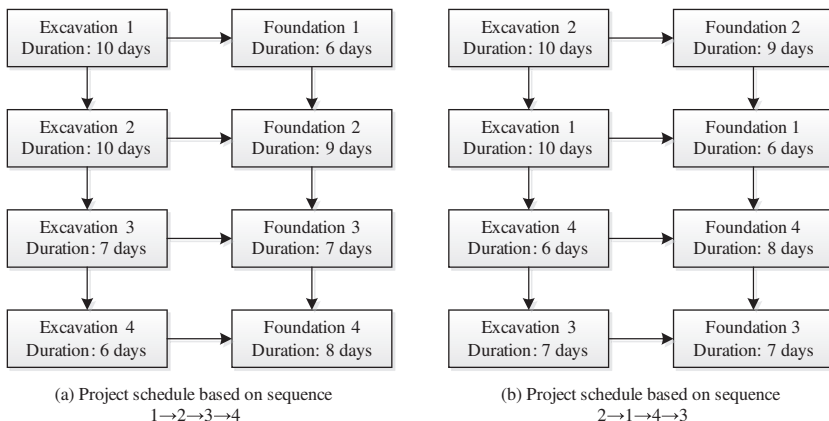 Excavation 1
Duration: 10 days
Foundation 1
Duration: 6 days
Excavation 2
Duration: 10 days
Foundation 2
Duration: 9 days
Excavation 3
Duration: 7 days
Foundation 3
Duration: 7 days
Excavation 4
Duration: 6 days
Foundation 4
Duration: 8 days
(a) Project schedule based on sequence
1→2→3→4
Excavation 2
Duration: 10 days
Foundation 2
Duration: 9 days
Excavation 1
Duration: 10 days
Foundation 1
Duration: 6 days
Excavation 4
Duration: 6 days
Foundation 4
Duration: 8 days
Excavation 3
Duration: 7 days
Foundation 3
Duration: 7 days
(b) Project schedule based on sequence
2→1→4→3